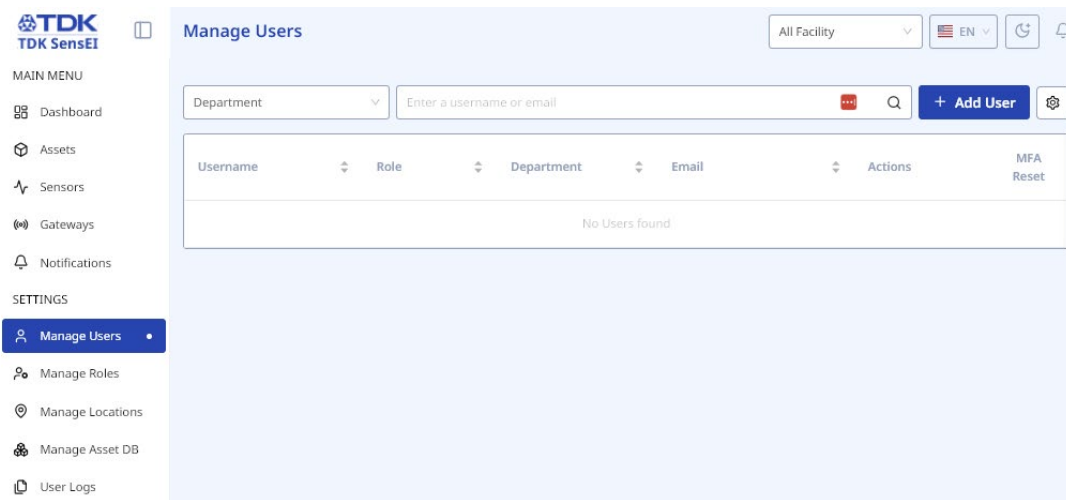 TDK
TDK SensEI
Manage Users
All Facility
EN
MAIN MENU
Dashboard
Assets
Sensors
Gateways
Notifications
SETTINGS
Manage Users
Manage Roles
Manage Locations
Manage Asset DB
User Logs
Department
Enter a username or email
+ Add User
Username
Role
Department
Email
Actions
MFA
Reset
No Users found